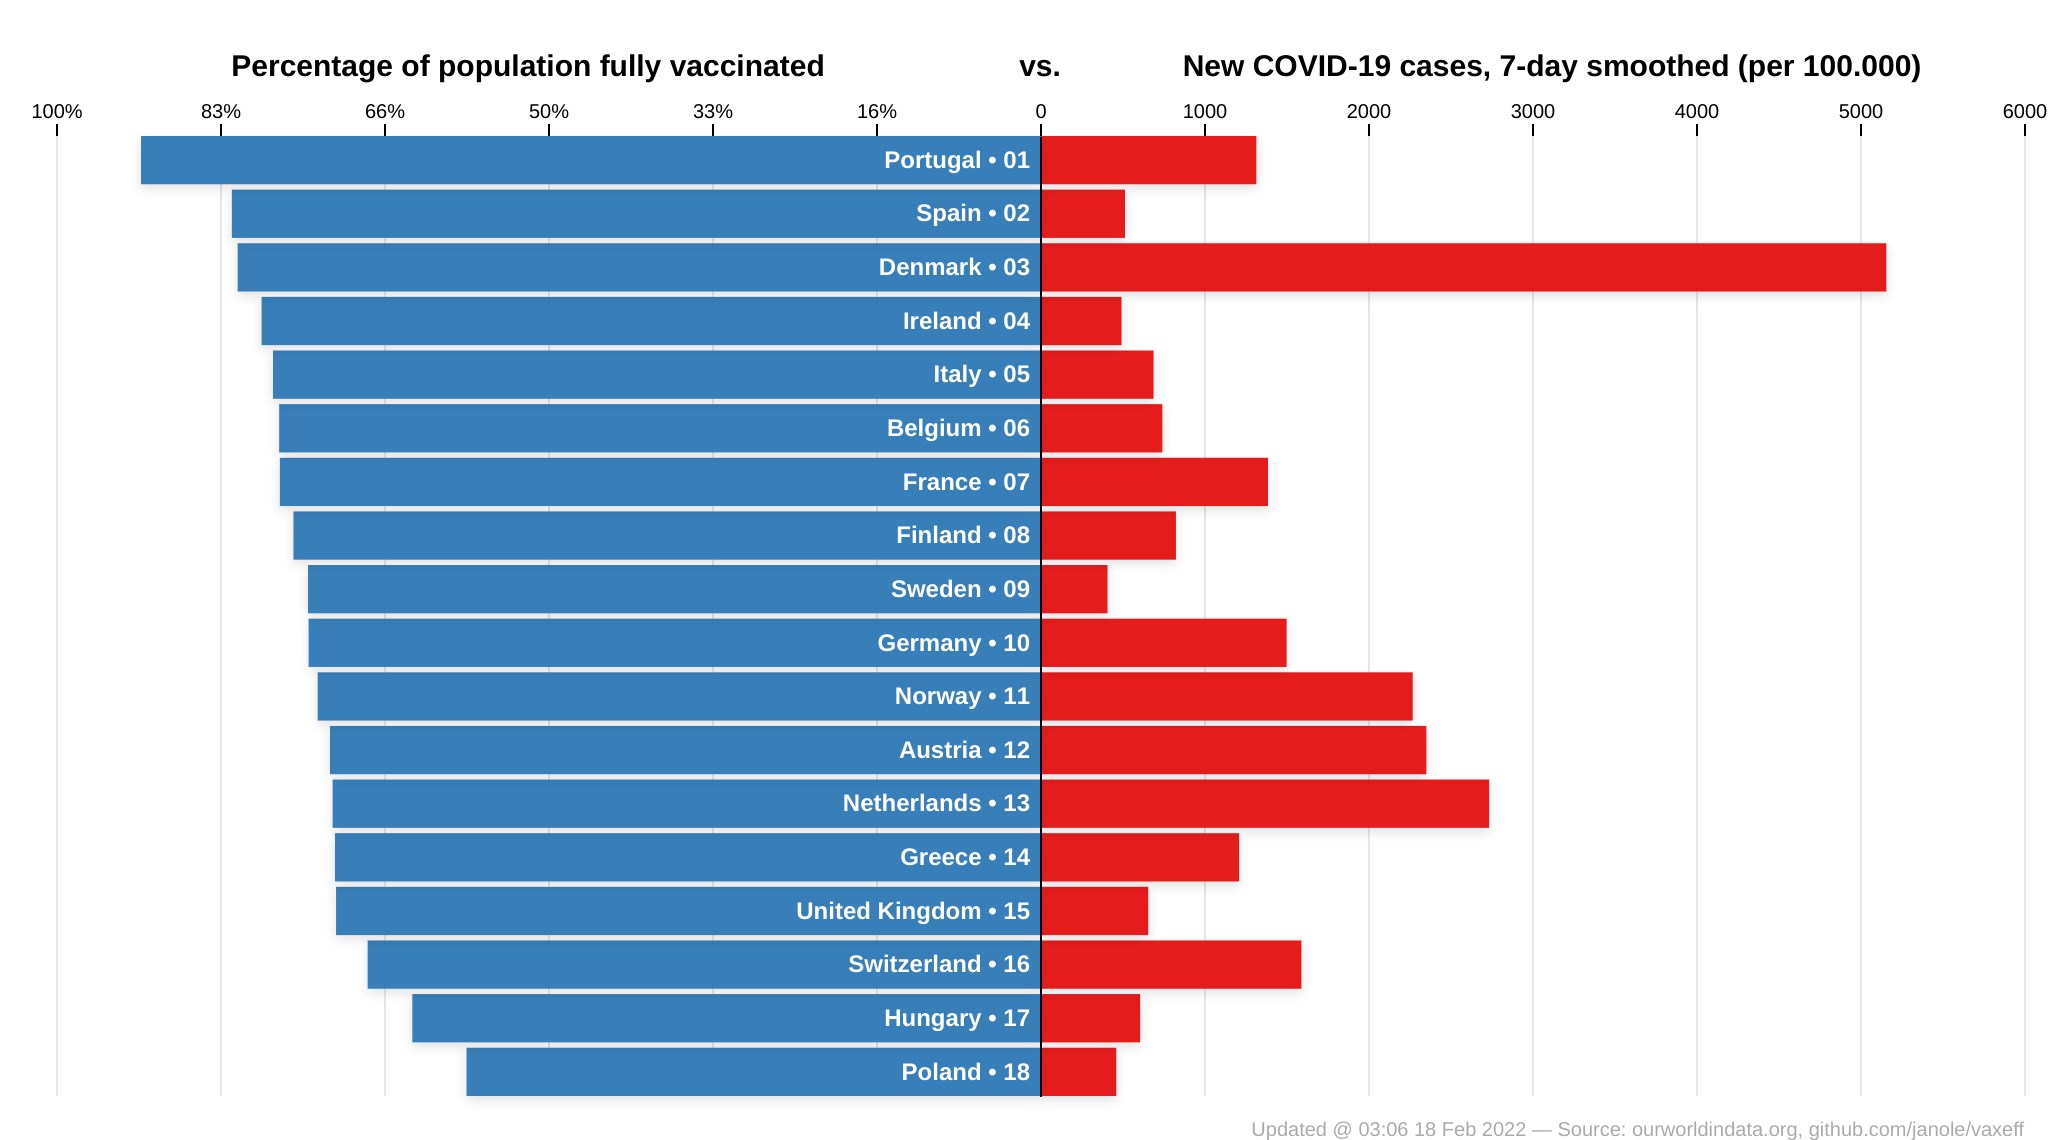 Percentage of population fully vaccinated vs. New COVID-19 cases, 7-day smoothed (per 100.000)
100% 83% 66% 50% 33% 16% 0 1000 2000 3000 4000 5000 6000
Portugal • 01
Spain • 02
Denmark • 03
Ireland • 04
Italy • 05
Belgium • 06
France • 07
Finland • 08
Sweden • 09
Germany • 10
Norway • 11
Austria • 12
Netherlands • 13
Greece • 14
United Kingdom • 15
Switzerland • 16
Hungary • 17
Poland • 18
Updated @ 03:06 18 Feb 2022 — Source: ourworldindata.org, github.com/janole/vaxeff